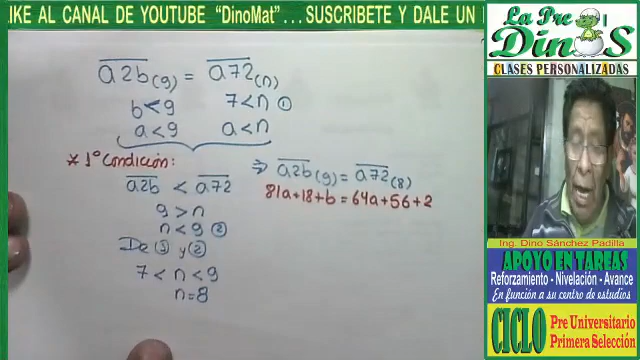 IKE AL CANAL DE YOUTUBE "DinoMat"... SUSCRIBETE Y DALE UN
La Pre
DinoS
CLASES PERSONALIZADAS
a2b(9) = a72(n)
b<9 7<n ①
a<9 a<n
* 1° Condición:
a2b < a72
9>n
n<9 ②
De ① y ②
7<n<9
n=8
⇒ a2b(9) = a72(8)
81a+18+b = 64a+56+2
Ing. Dino Sánchez Padilla
APOYO EN TAREAS
Reforzamiento - Nivelación - Avance
En función a su centro de estudios
CICLO Pre Universitario
Primera Selección